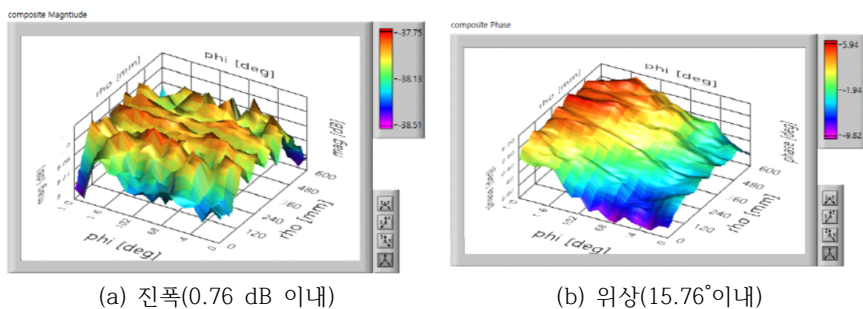 composite Magntiude
phi [deg]
rho [mm]
mag [dB]
-37.75
-38.13
-38.51
600
480
240
120
0
rho [mm]
phi [deg]
(a) 진폭(0.76 dB 이내)
composite Phase
phi [deg]
rho [mm]
phase [deg]
5.94
-1.94
-9.82
600
480
360
240
120
0
rho [mm]
phi [deg]
(b) 위상(15.76°이내)